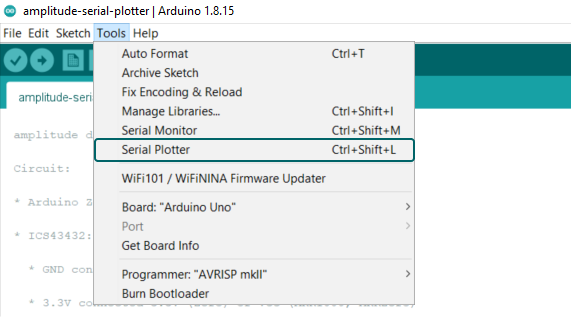 amplitude-serial-plotter | Arduino 1.8.15
File Edit Sketch Tools Help
Auto Format Ctrl+T
Archive Sketch
Fix Encoding & Reload
Manage Libraries... Ctrl+Shift+I
Serial Monitor Ctrl+Shift+M
Serial Plotter Ctrl+Shift+L
WiFi101 / WiFiNINA Firmware Updater
Board: "Arduino Uno"
Port
Get Board Info
Programmer: "AVRISP mkII"
Burn Bootloader
amplitude-seri
amplitude d
Circuit:
* Arduino Z
* ICS43432:
* GND con
* 3.3V